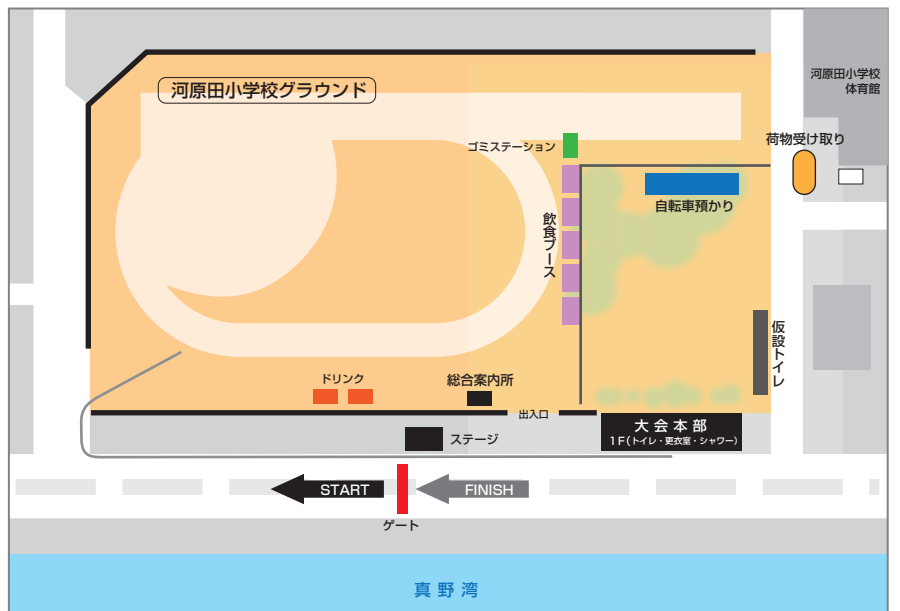 河原田小学校グラウンド
河原田小学校
体育館
荷物受け取り
ゴミステーション
自転車預かり
飲食ブース
仮設トイレ
ドリンク
総合案内所
出入口
大会本部
1F(トイレ・更衣室・シャワー)
ステージ
START
FINISH
ゲート
真野湾